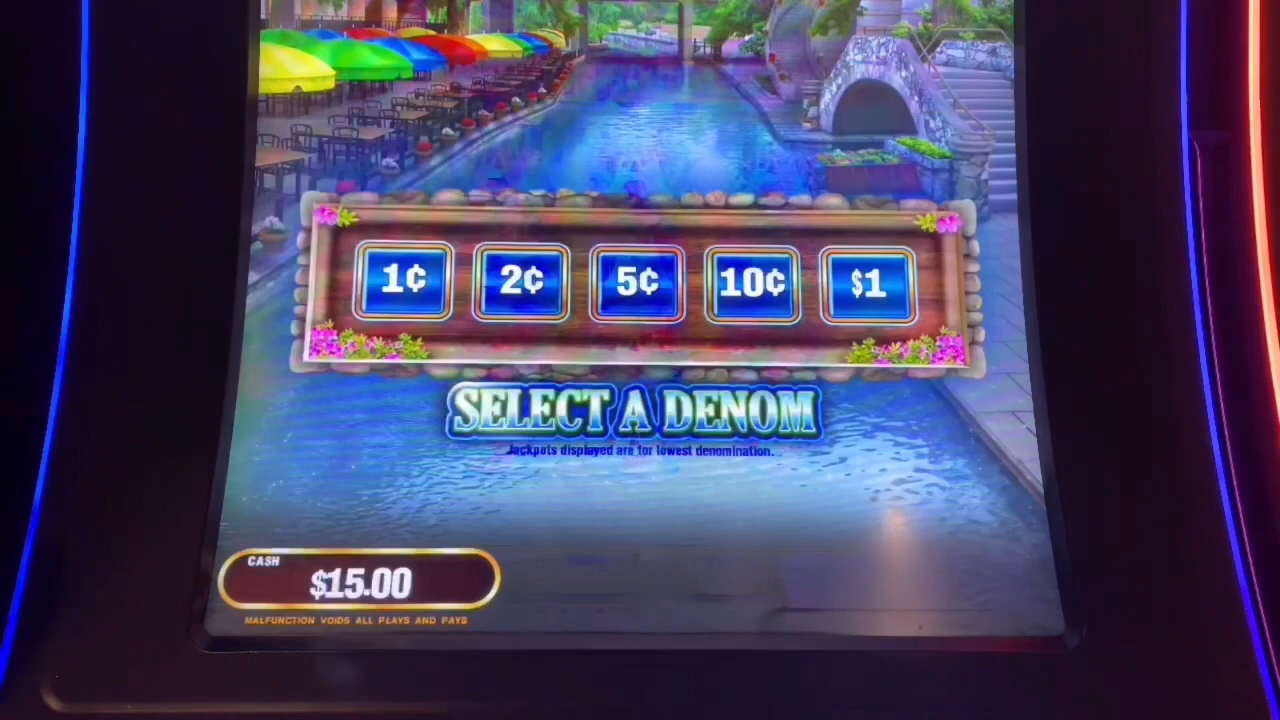 1¢ 2¢ 5¢ 10¢ $1
SELECT A DENOM
Jackpots displayed are for lowest denomination.
CASH
$15.00
MALFUNCTION VOIDS ALL PLAYS AND PAYS